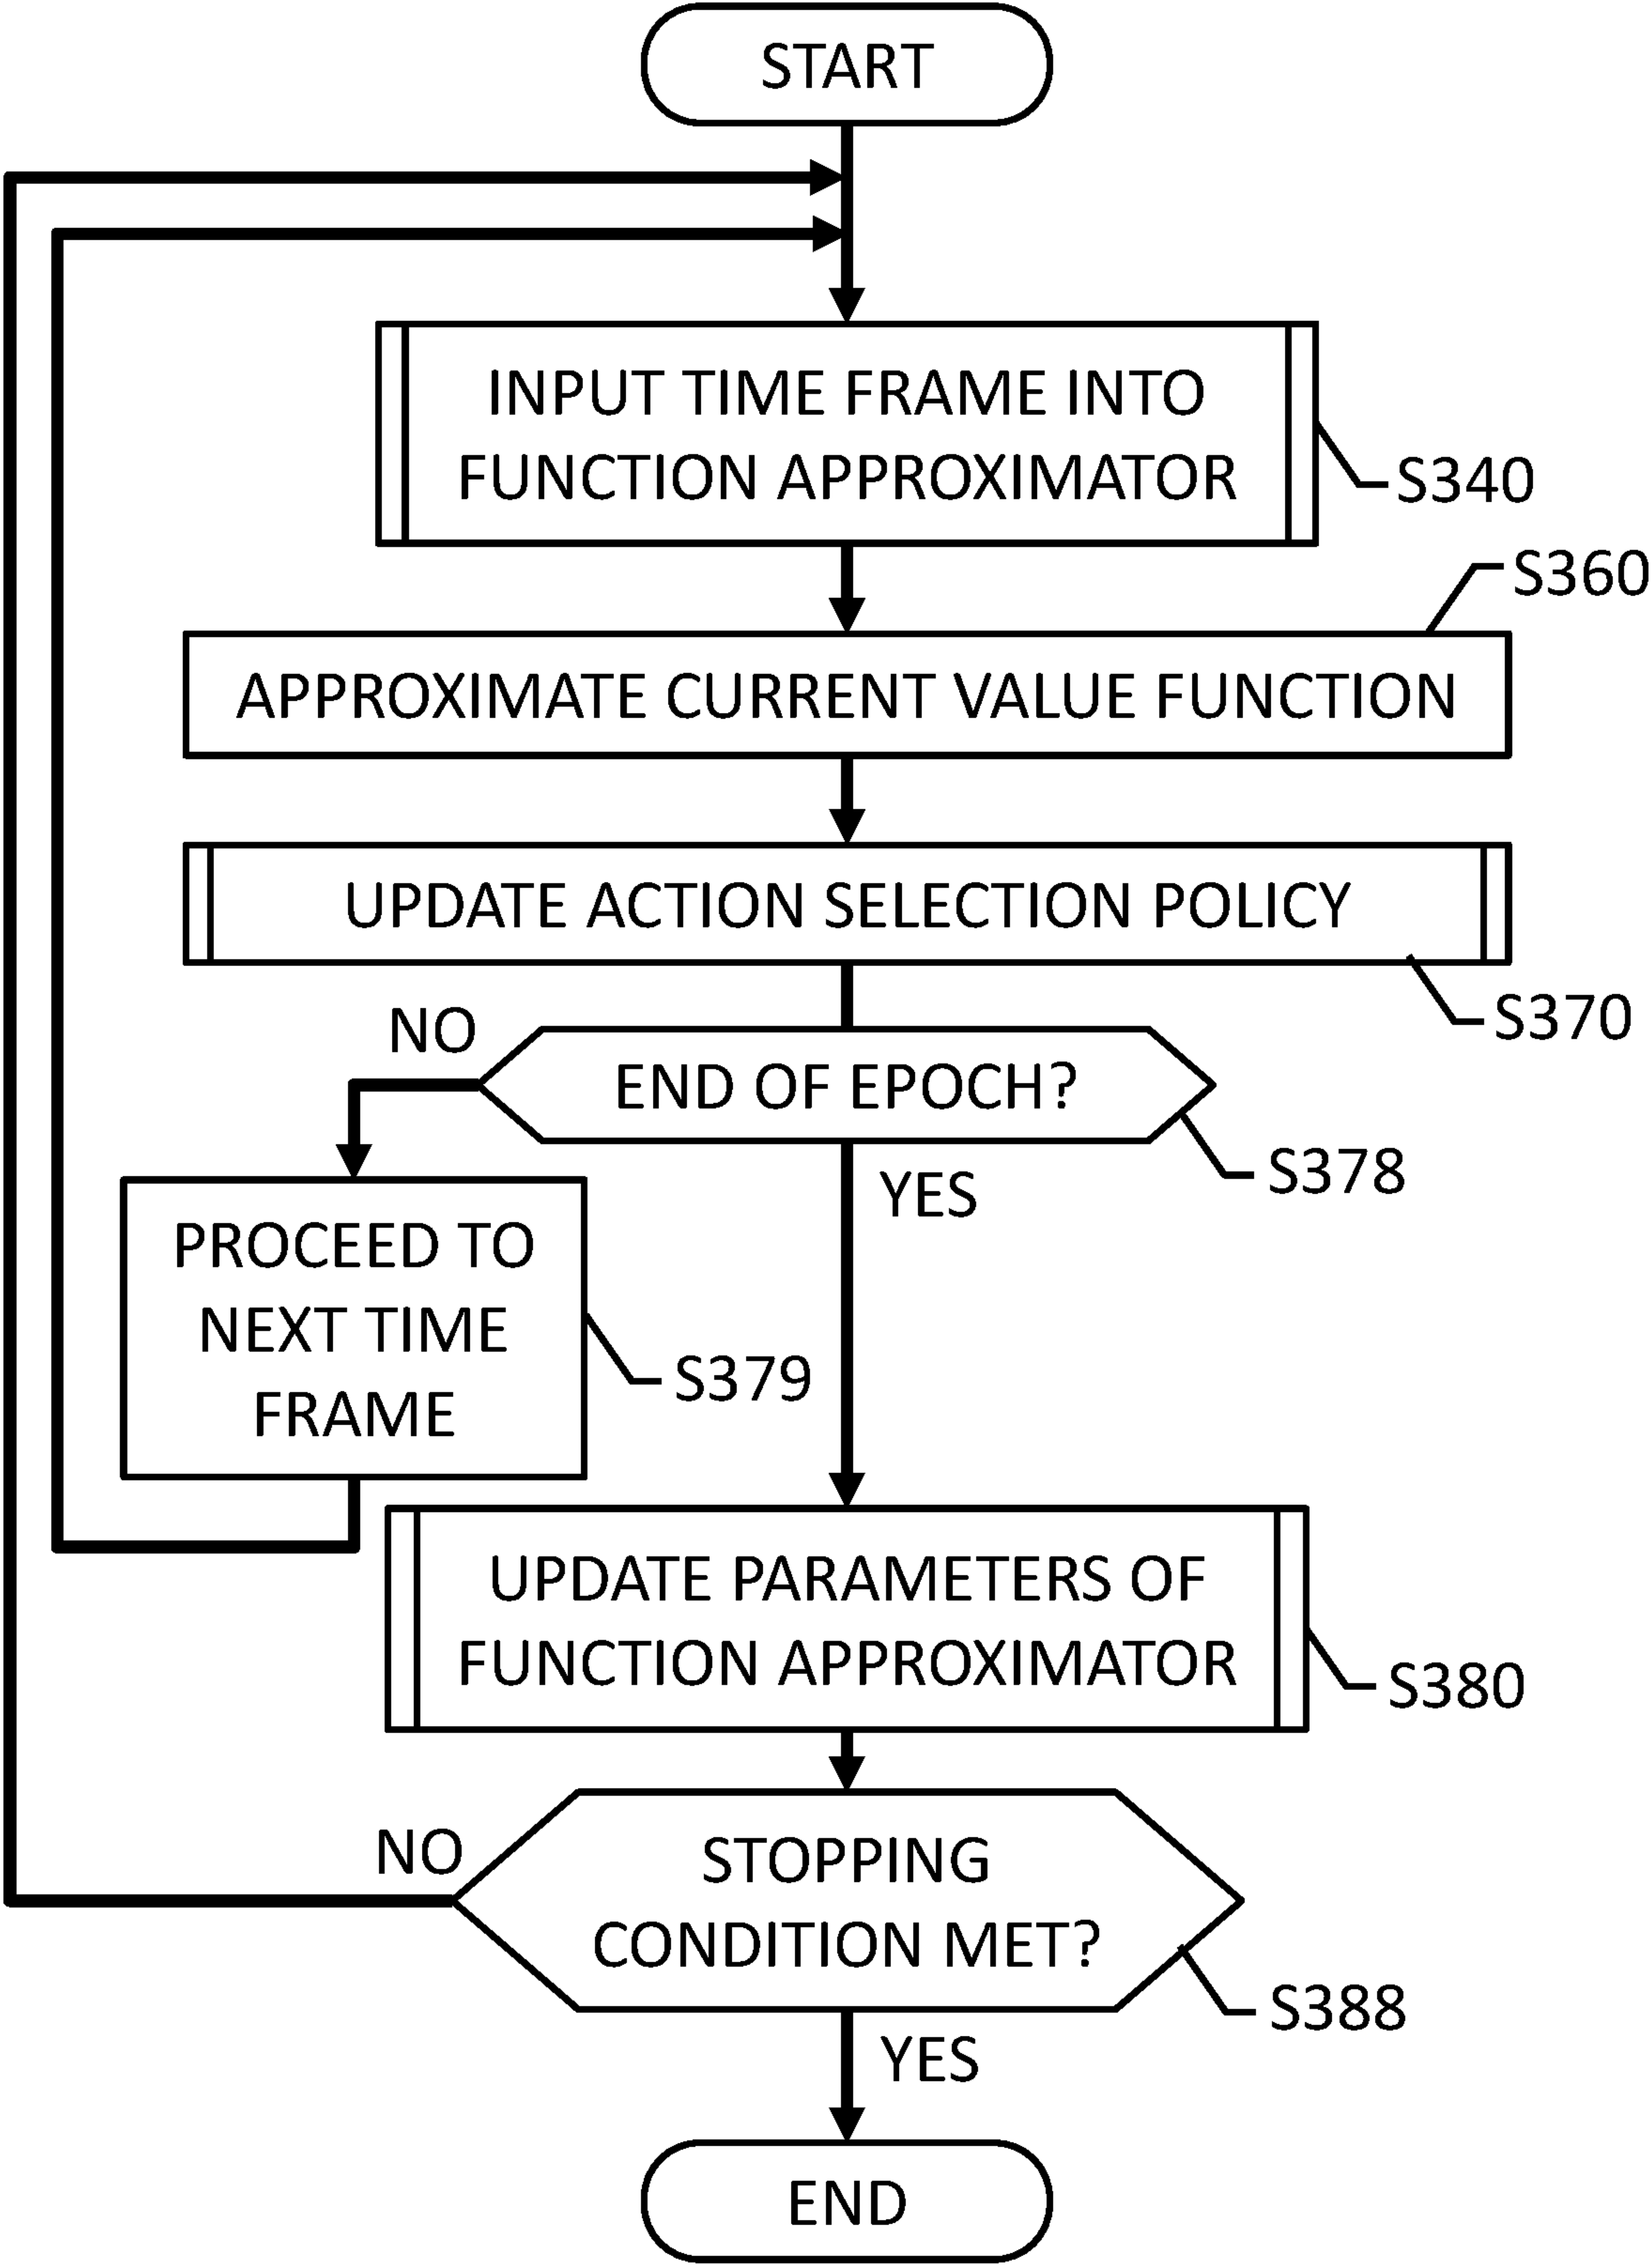 START
INPUT TIME FRAME INTO
FUNCTION APPROXIMATOR
S340
S360
APPROXIMATE CURRENT VALUE FUNCTION
UPDATE ACTION SELECTION POLICY
S370
NO
END OF EPOCH?
S378
YES
PROCEED TO
NEXT TIME
FRAME
S379
UPDATE PARAMETERS OF
FUNCTION APPROXIMATOR
S380
NO
STOPPING
CONDITION MET?
S388
YES
END